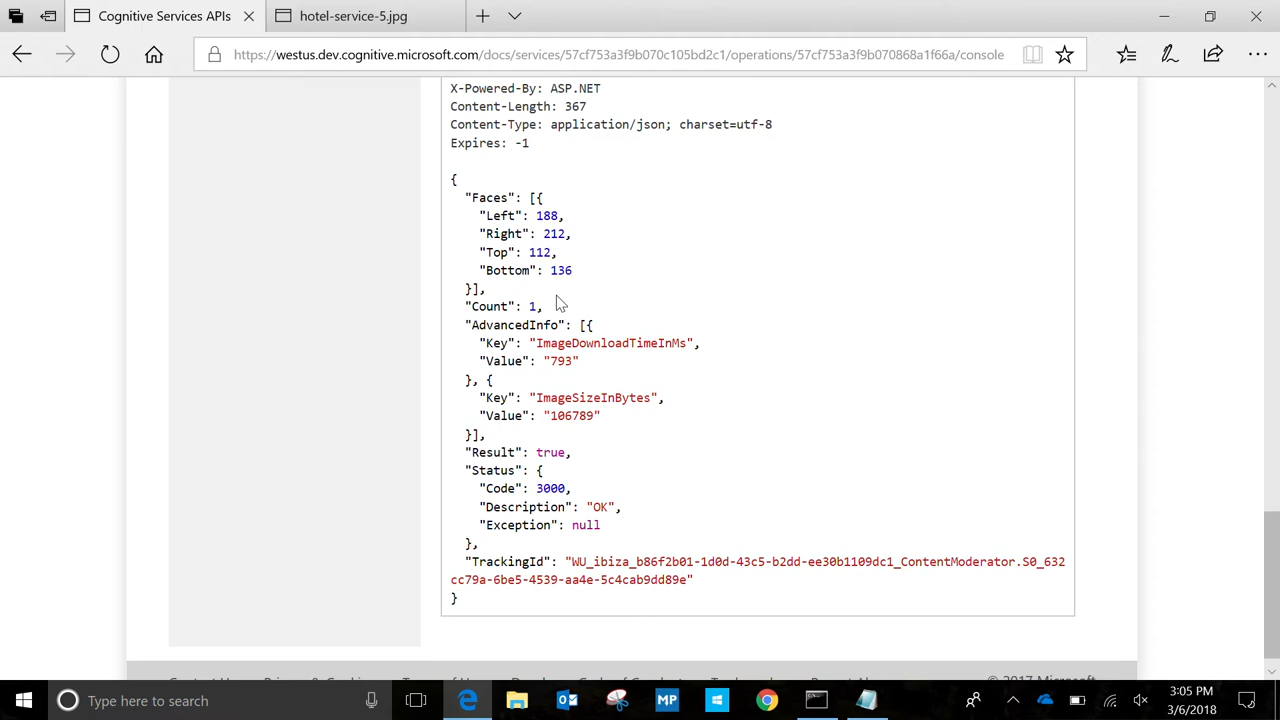 Cognitive Services APIs
hotel-service-5.jpg
https://westus.dev.cognitive.microsoft.com/docs/services/57cf753a3f9b070c105bd2c1/operations/57cf753a3f9b070868a1f66a/console
X-Powered-By: ASP.NET
Content-Length: 367
Content-Type: application/json; charset=utf-8
Expires: -1
{
"Faces": [{
"Left": 188,
"Right": 212,
"Top": 112,
"Bottom": 136
}],
"Count": 1,
"AdvancedInfo": [{
"Key": "ImageDownloadTimeInMs",
"Value": "793"
}, {
"Key": "ImageSizeInBytes",
"Value": "106789"
}],
"Result": true,
"Status": {
"Code": 3000,
"Description": "OK",
"Exception": null
},
"TrackingId": "WU_ibiza_b86f2b01-1d0d-43c5-b2dd-ee30b1109dc1_ContentModerator.S0_632
cc79a-6be5-4539-aa4e-5c4cab9dd89e"
}
© 2017 Microsoft
Type here to search
MP
3:05 PM
3/6/2018